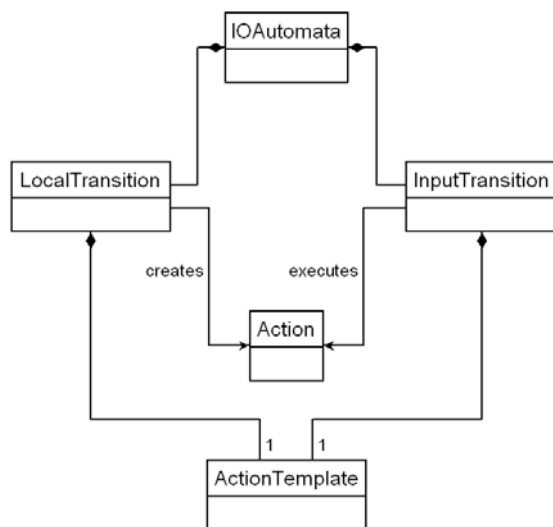 IOAutomata
LocalTransition
InputTransition
creates
executes
Action
1
1
ActionTemplate